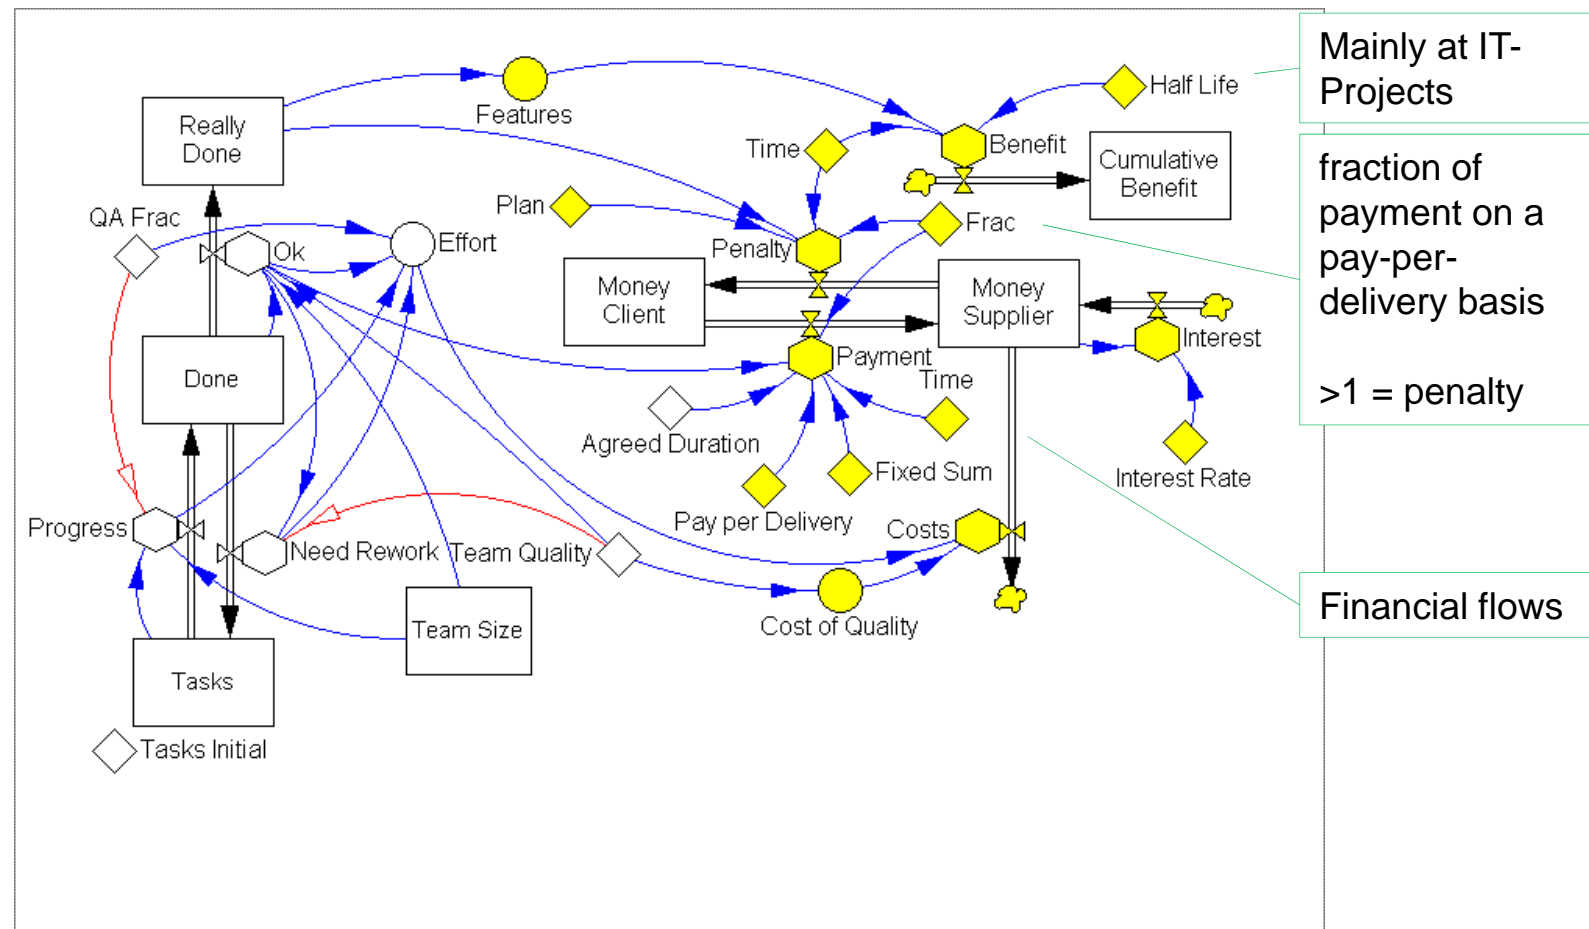 Mainly at IT-
Projects
Half Life
Features
Really
Done
Time
Benefit
Cumulative
Benefit
fraction of
payment on a
pay-per-
delivery basis
>1 = penalty
Plan
QA Frac
Ok
Effort
Penalty
Frac
Money
Client
Money
Supplier
Interest
Done
Payment
Time
Agreed Duration
Fixed Sum
Interest Rate
Pay per Delivery
Progress
Need Rework
Team Quality
Costs
Financial flows
Team Size
Cost of Quality
Tasks
Tasks Initial